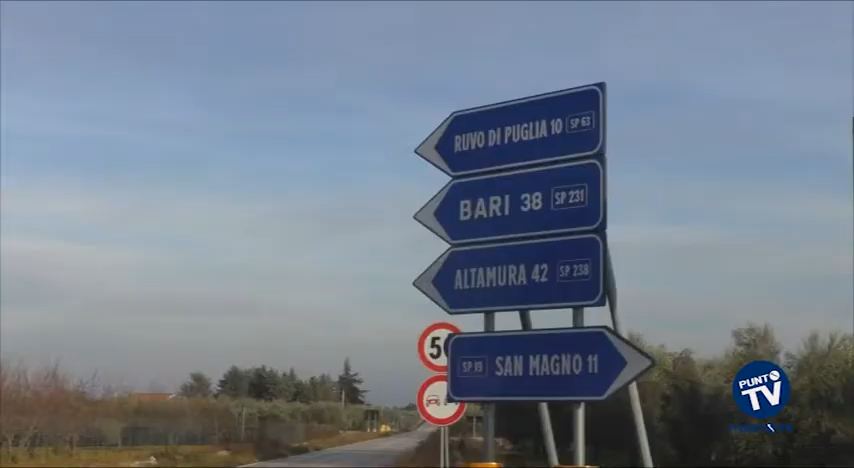 RUVO DI PUGLIA 10 SP 63
BARI 38 SP 231
ALTAMURA 42 SP 238
SP 19 SAN MAGNO 11
PUNTO
TV